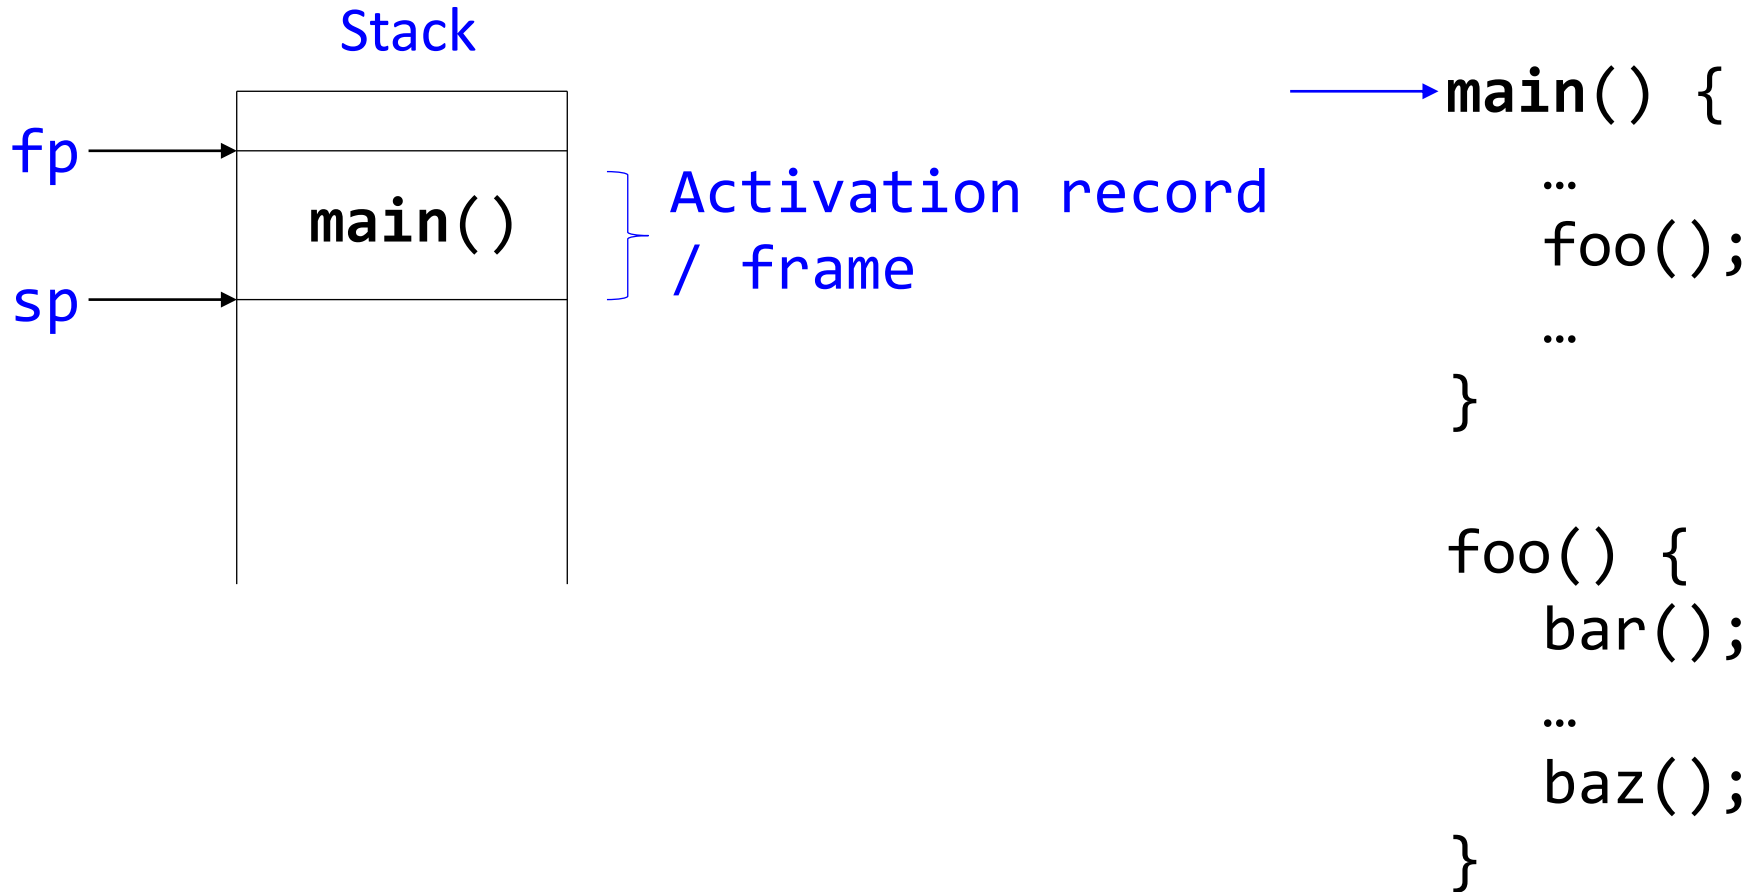 Stack
fp
main()
sp
Activation record
/ frame
main() {
…
foo();
…
}
foo() {
bar();
…
baz();
}